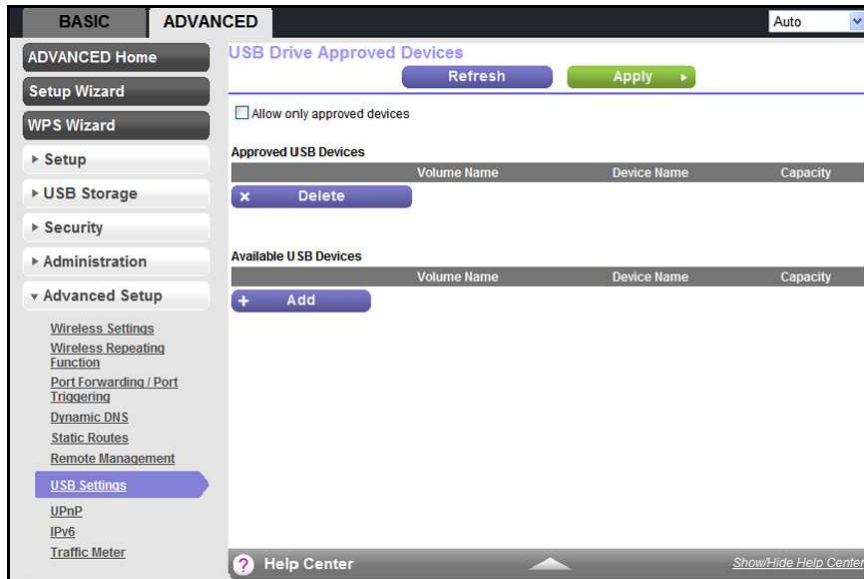 BASIC
ADVANCED
Auto
ADVANCED Home
Setup Wizard
WPS Wizard
Setup
USB Storage
Security
Administration
Advanced Setup
Wireless Settings
Wireless Repeating
Function
Port Forwarding / Port
Triggering
Dynamic DNS
Static Routes
Remote Management
USB Settings
UPnP
IPv6
Traffic Meter
USB Drive Approved Devices
Refresh
Apply
Allow only approved devices
Approved USB Devices
Volume Name Device Name Capacity
x Delete
Available USB Devices
Volume Name Device Name Capacity
+ Add
? Help Center
Show/Hide Help Center